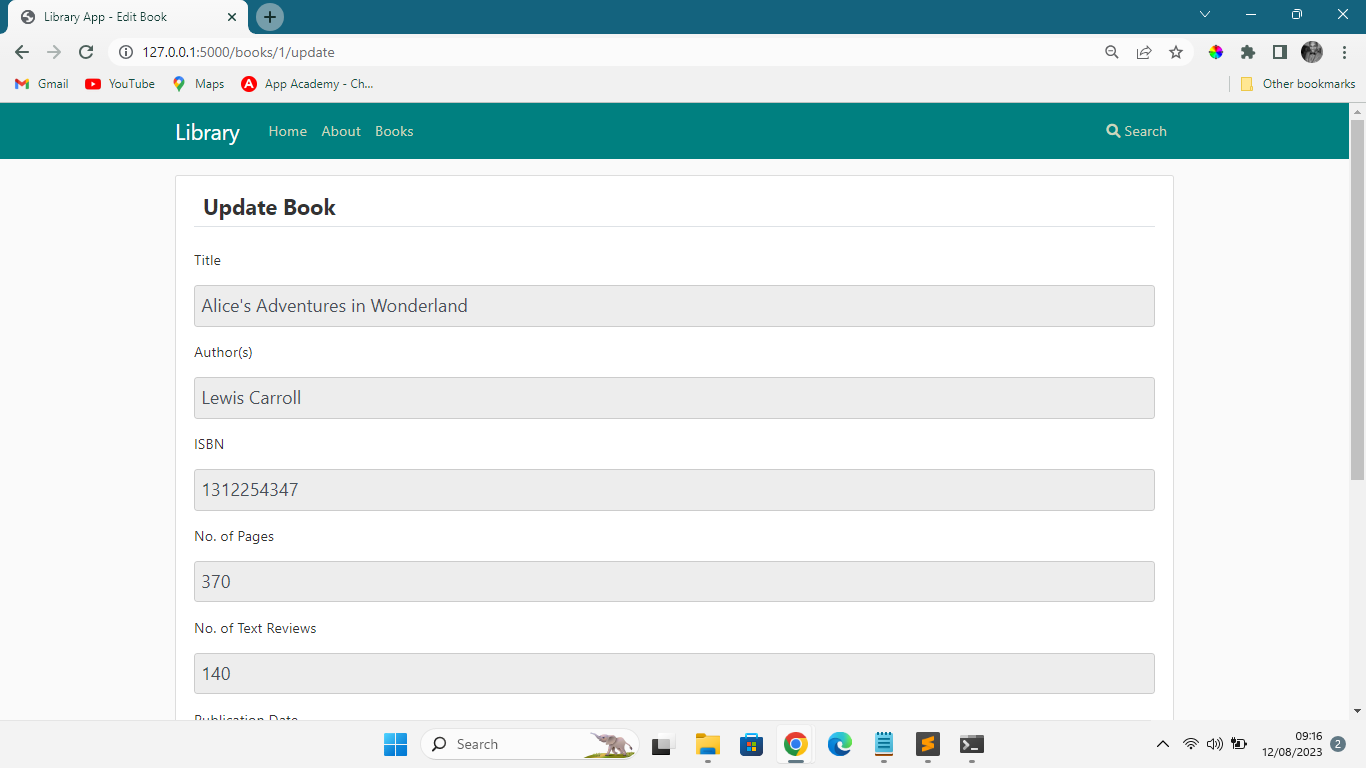 Library App - Edit Book
127.0.0.1:5000/books/1/update
Gmail
YouTube
Maps
App Academy - Ch...
Other bookmarks
Library
Home
About
Books
Search
Update Book
Title
Alice's Adventures in Wonderland
Author(s)
Lewis Carroll
ISBN
1312254347
No. of Pages
370
No. of Text Reviews
140
Publication Date
Search
09:16
12/08/2023
2